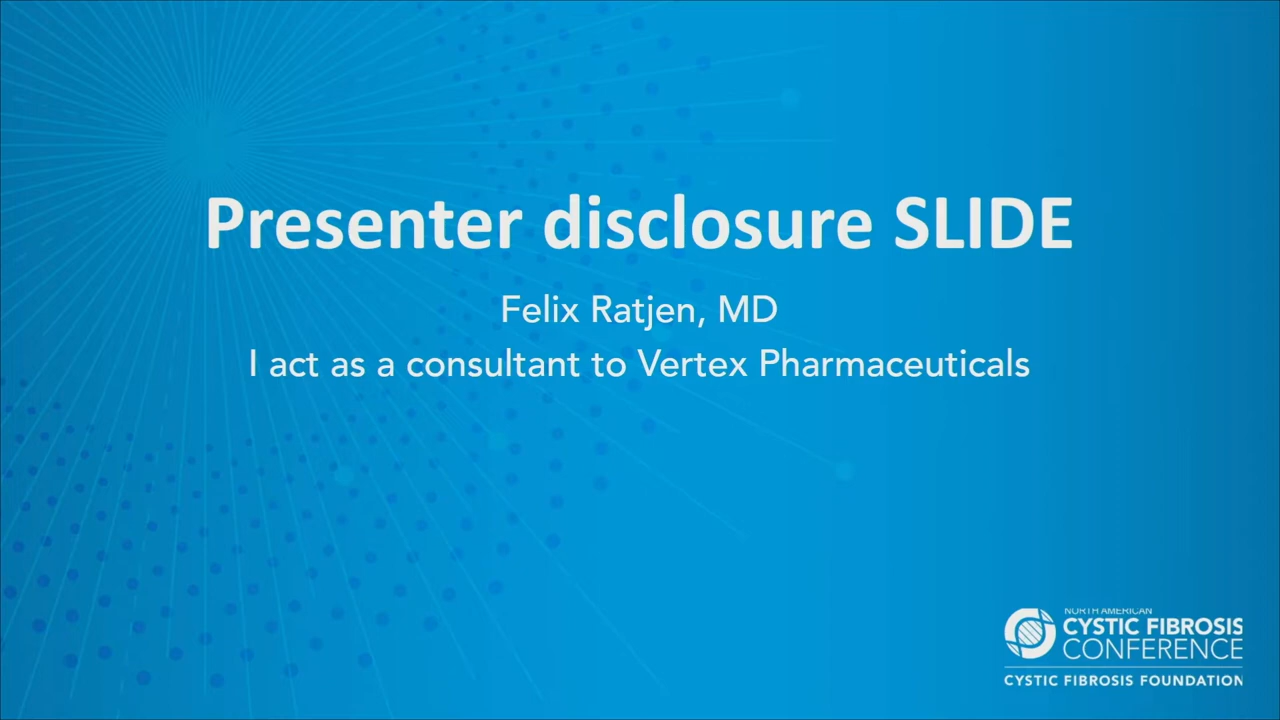 Presenter disclosure SLIDE
Felix Ratjen, MD
I act as a consultant to Vertex Pharmaceuticals
NORTH AMERICAN
CYSTIC FIBROSIS
CONFERENCE
CYSTIC FIBROSIS FOUNDATION